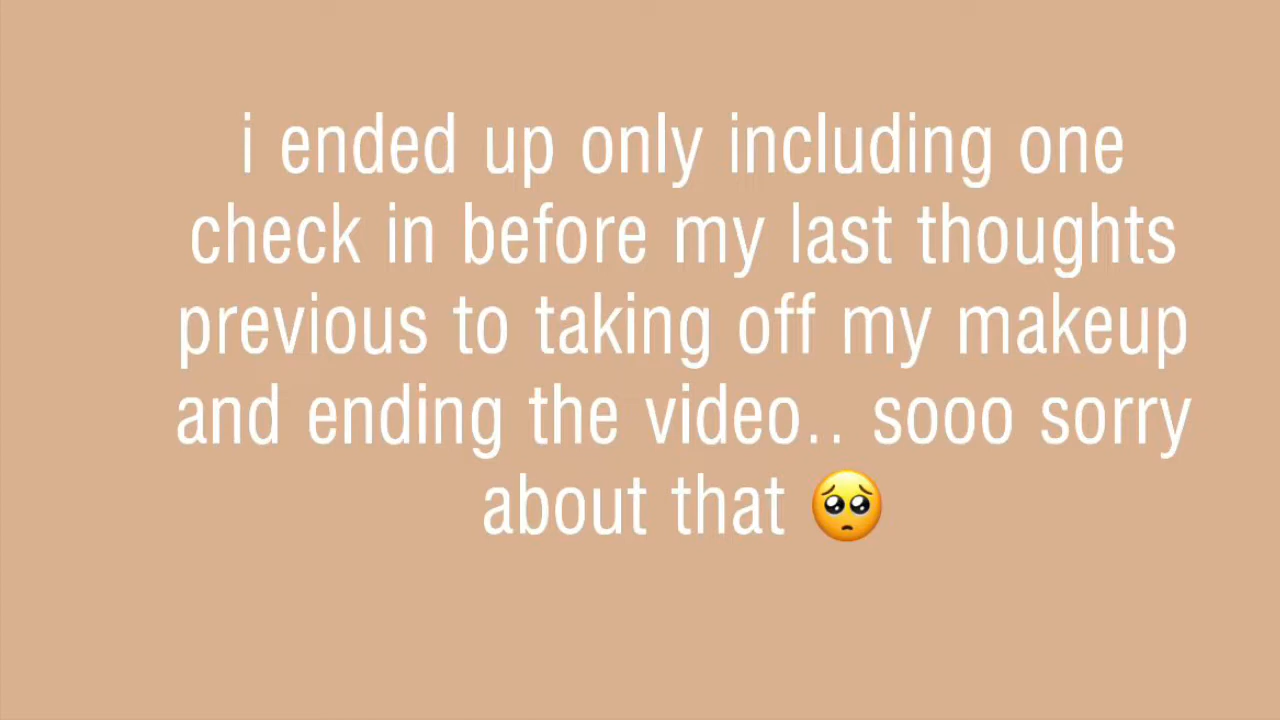 i ended up only including one
check in before my last thoughts
previous to taking off my makeup
and ending the video.. sooo sorry
about that 🥺